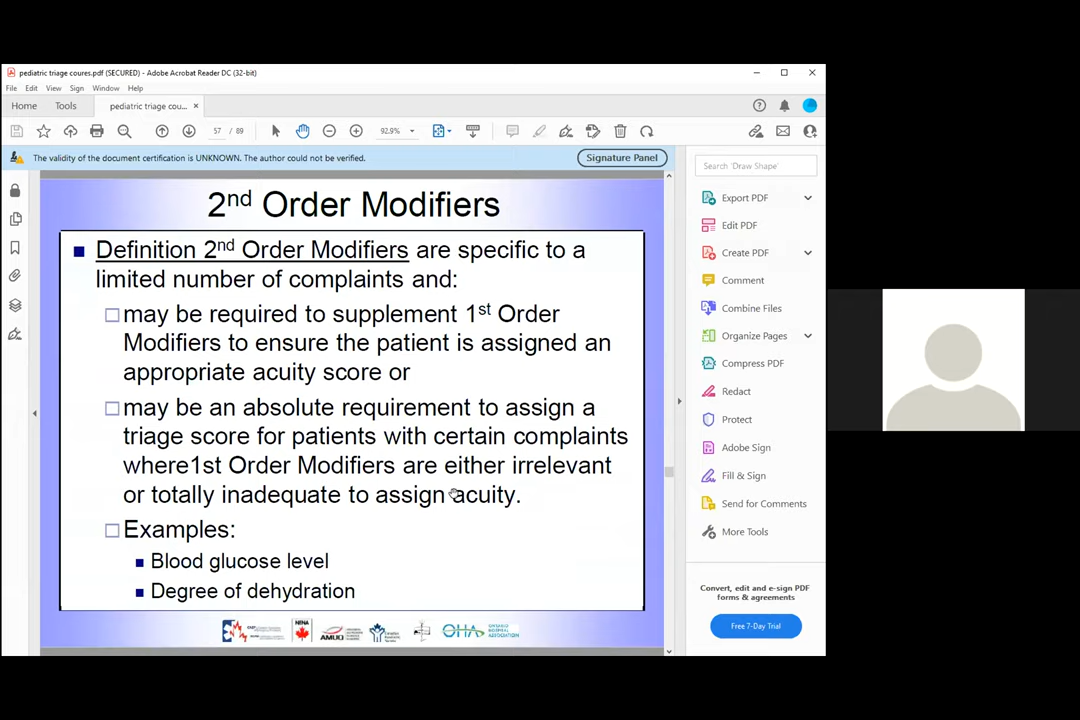 pediatric triage coures.pdf (SECURED) - Adobe Acrobat Reader DC (32-bit)
File Edit View Sign Window Help
Home Tools pediatric triage cou... ×
57 / 89 92.9%
The validity of the document certification is UNKNOWN. The author could not be verified.
Signature Panel
2nd Order Modifiers
Definition 2nd Order Modifiers are specific to a
limited number of complaints and:
may be required to supplement 1st Order
Modifiers to ensure the patient is assigned an
appropriate acuity score or
may be an absolute requirement to assign a
triage score for patients with certain complaints
where1st Order Modifiers are either irrelevant
or totally inadequate to assign acuity.
Examples:
Blood glucose level
Degree of dehydration
NENA
AMUQ
OHA ONTARIO
HOSPITAL
ASSOCIATION
Search 'Draw Shape'
Export PDF
Edit PDF
Create PDF
Comment
Combine Files
Organize Pages
Compress PDF
Redact
Protect
Adobe Sign
Fill & Sign
Send for Comments
More Tools
Convert, edit and e-sign PDF
forms & agreements
Free 7-Day Trial